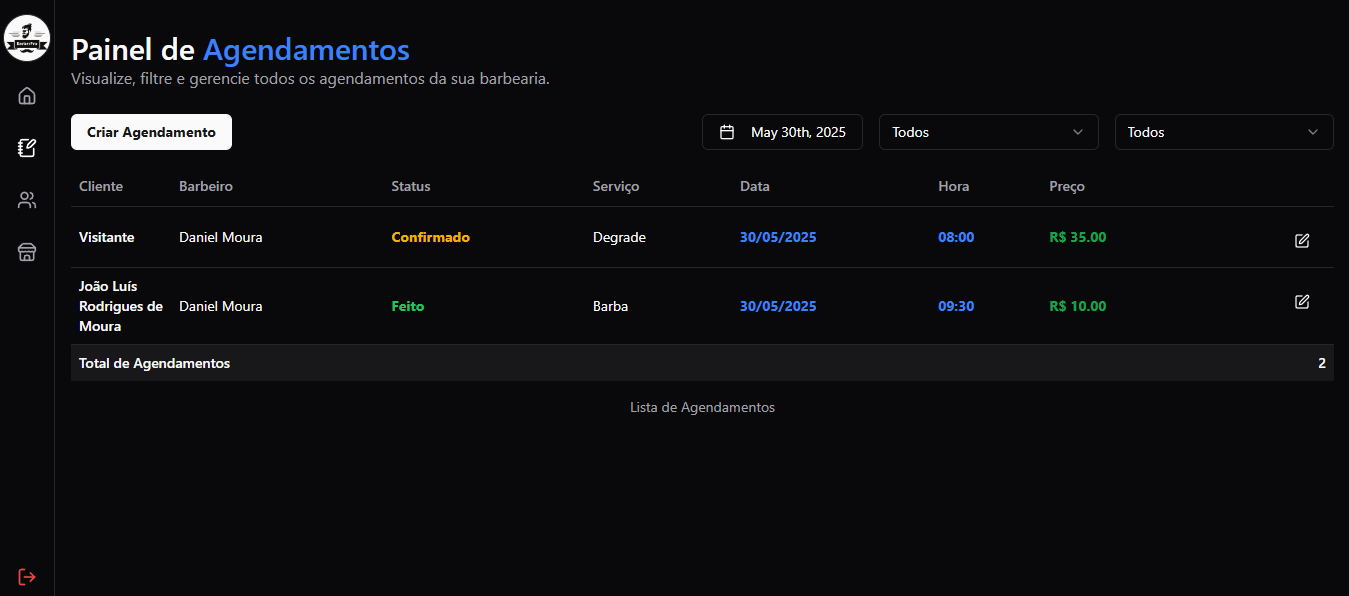 BarberPro
Painel de Agendamentos
Visualize, filtre e gerencie todos os agendamentos da sua barbearia.
Criar Agendamento
May 30th, 2025
Todos
Todos
Cliente Barbeiro Status Serviço Data Hora Preço
Visitante Daniel Moura Confirmado Degrade 30/05/2025 08:00 R$ 35.00
João Luís
Rodrigues de Daniel Moura Feito Barba 30/05/2025 09:30 R$ 10.00
Moura
Total de Agendamentos 2
Lista de Agendamentos